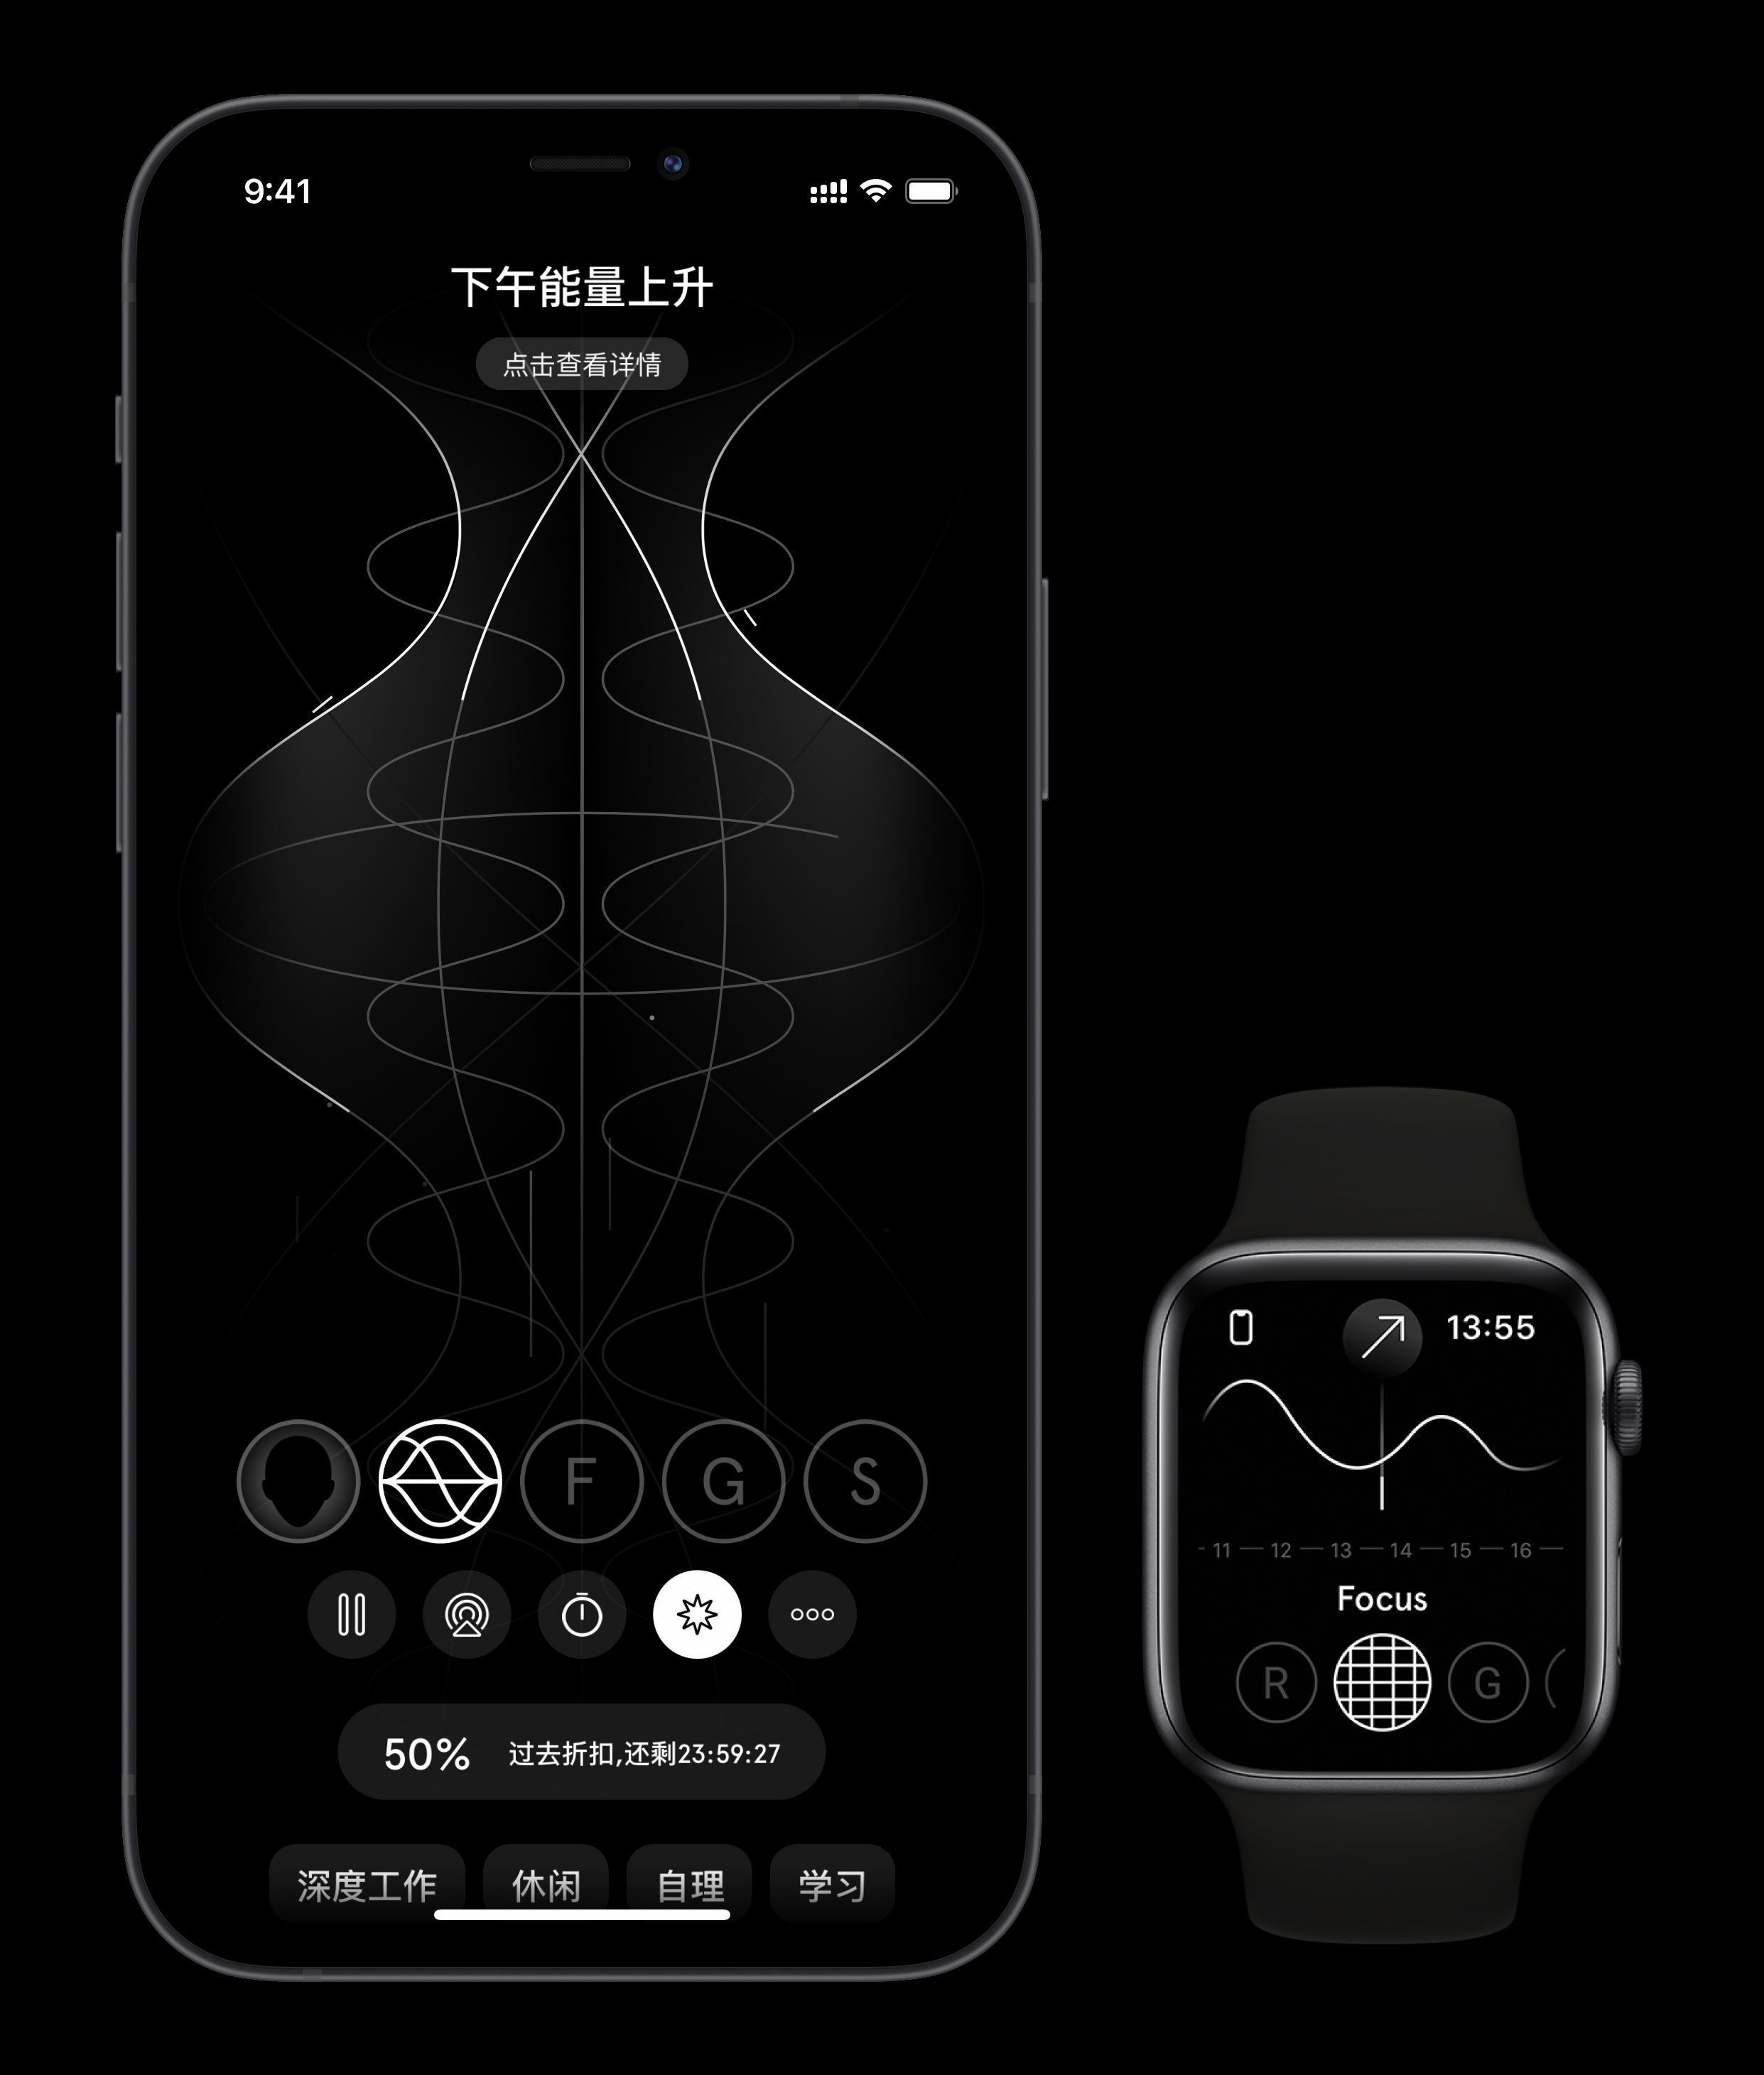 9:41
下午能量上升
点击查看详情
F G S
50% 过去折扣,还剩23:59:27
深度工作 休闲 自理 学习
13:55
11 12 13 14 15 16
Focus
R G